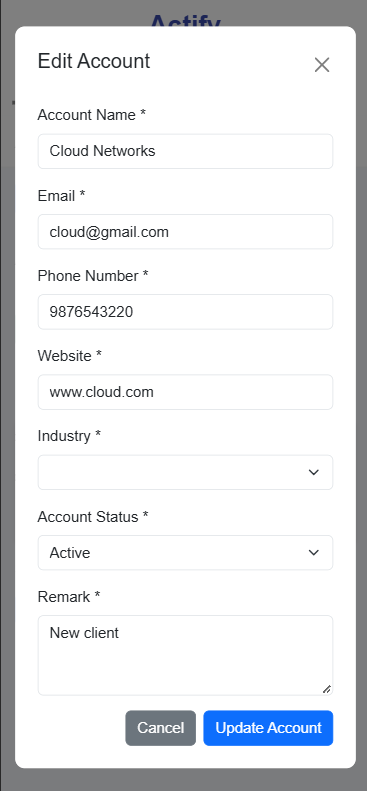 Actify
Edit Account
Account Name *
Cloud Networks
Email *
cloud@gmail.com
Phone Number *
9876543220
Website *
www.cloud.com
Industry *
Account Status *
Active
Remark *
New client
Cancel
Update Account